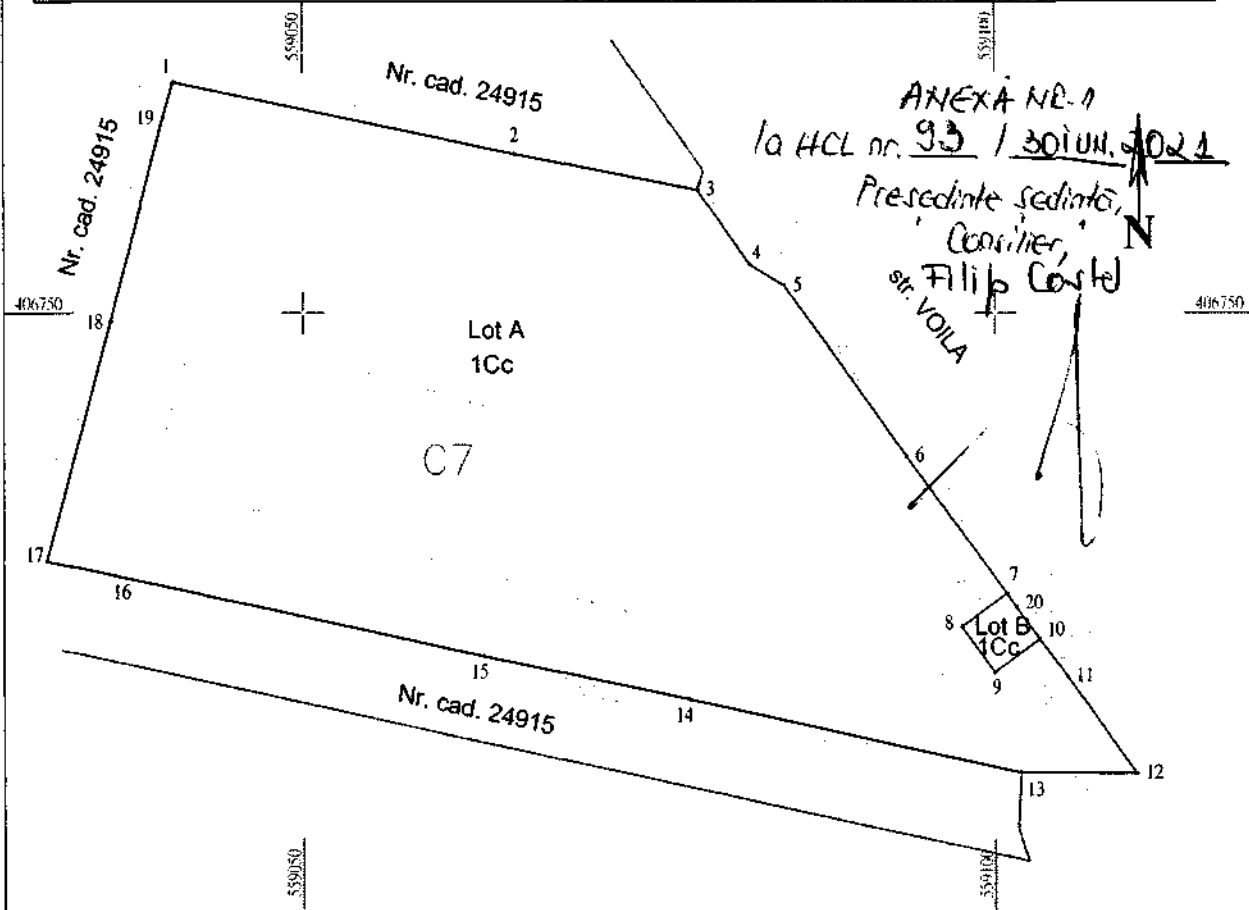 559050
559100
1
Nr. cad. 24915
19
2
Nr. cad. 24915
ANEXĂ NR. 1
la HCL nr. 93 / 30 IUN. 2021
Președinte ședință,
Consilier,
N
Filip Costel
3
4
5
str. VOILA
406750
406750
18
Lot A
1Cc
C7
6
17
16
7
20
8
Lot B
10
1Cc
9
11
15
Nr. cad. 24915
14
13
12
559050
559100